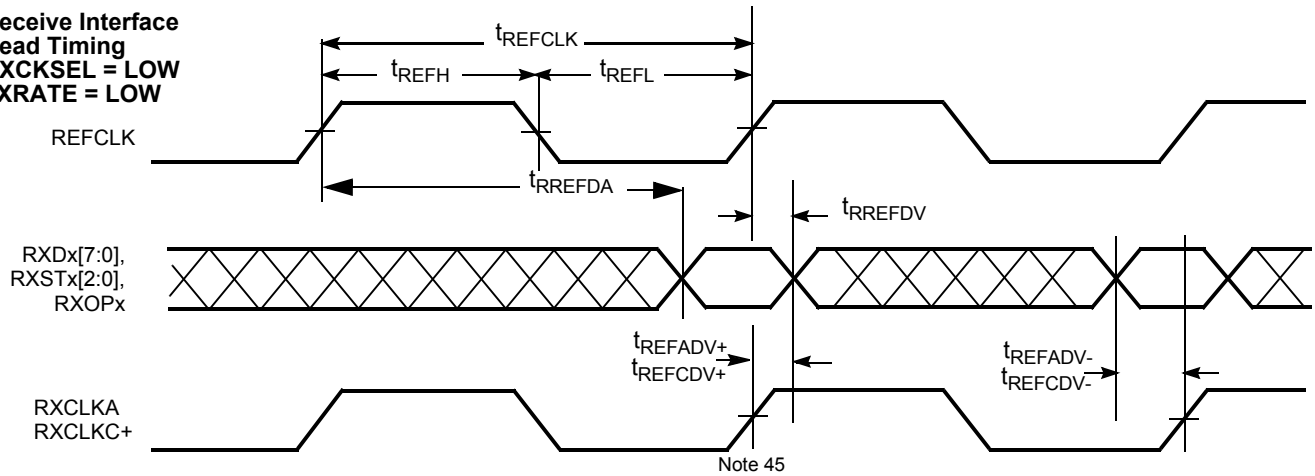 eceive Interface
ead Timing
XCKSEL = LOW
XRATE = LOW
tREFCLK
tREFH
tREFL
REFCLK
tRREFDA
tRREFDV
RXDx[7:0],
RXSTx[2:0],
RXOPx
tREFADV+
tREFCDV+
tREFADV-
tREFCDV-
RXCLKA
RXCLKC+
Note 45